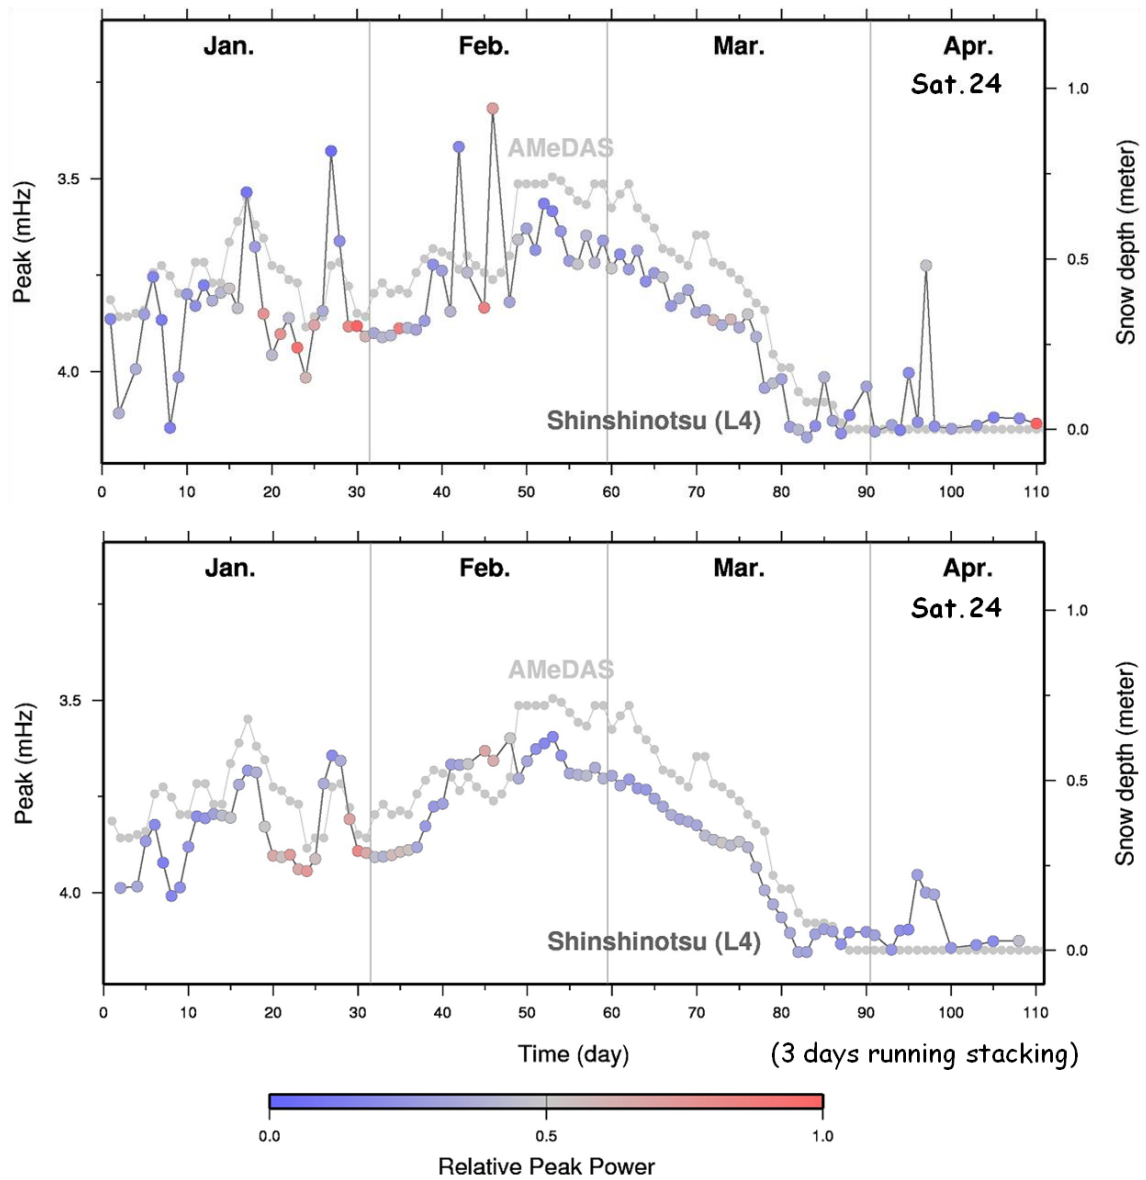 Jan. Feb. Mar. Apr.
Sat.24
1.0
AMeDAS
3.5
Peak (mHz)
0.5
Snow depth (meter)
4.0
Shinshinotsu (L4)
0.0
0 10 20 30 40 50 60 70 80 90 100 110
Jan. Feb. Mar. Apr.
Sat.24
1.0
AMeDAS
3.5
Peak (mHz)
0.5
Snow depth (meter)
4.0
Shinshinotsu (L4)
0.0
0 10 20 30 40 50 60 70 80 90 100 110
Time (day) (3 days running stacking)
0.0 0.5 1.0
Relative Peak Power